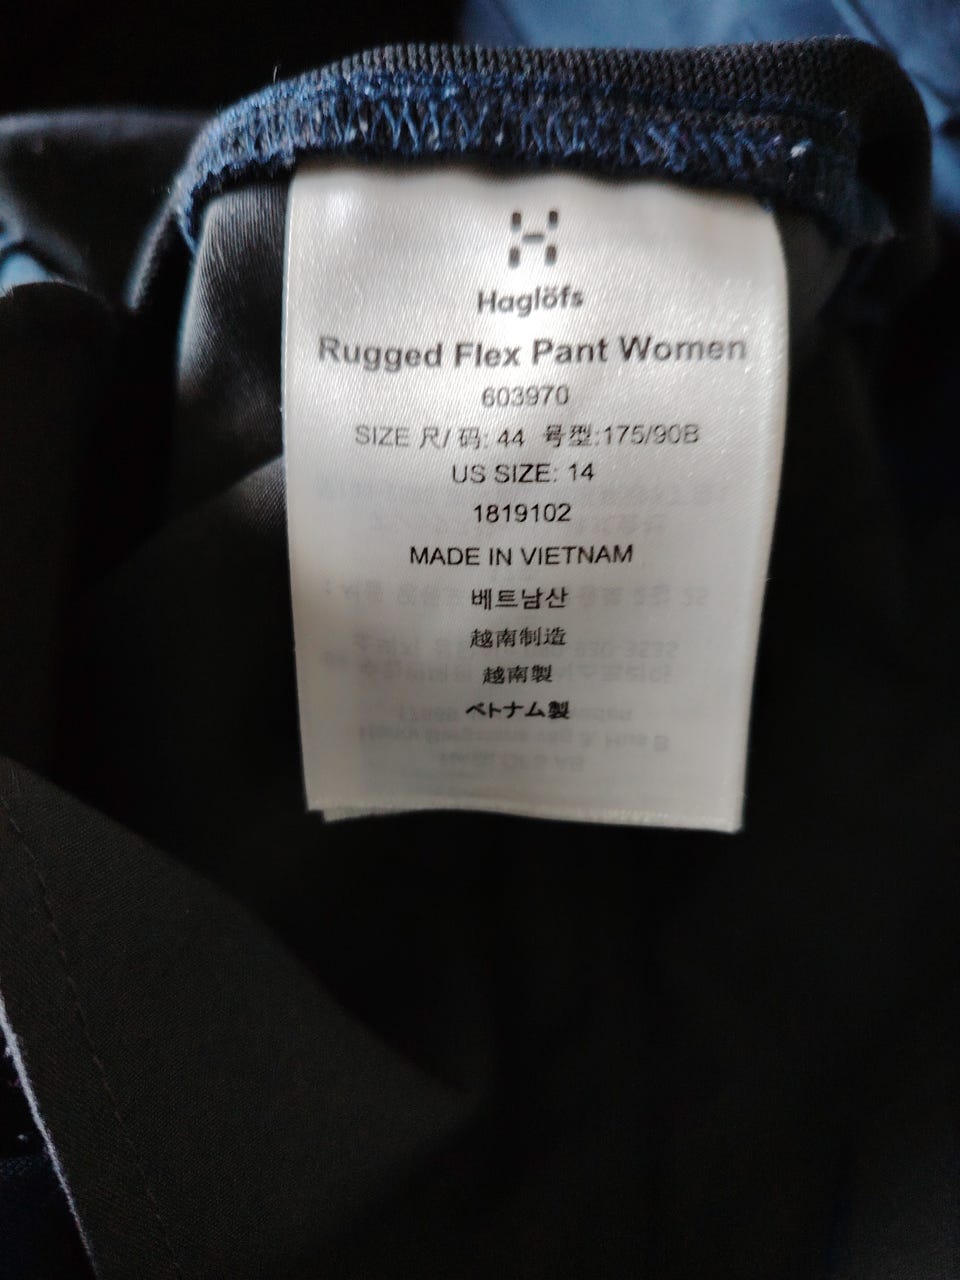 Haglöfs
Rugged Flex Pant Women
603970
SIZE 尺/ 码: 44 号型:175/90B
US SIZE: 14
1819102
MADE IN VIETNAM
베트남산
越南制造
越南製
ベトナム製